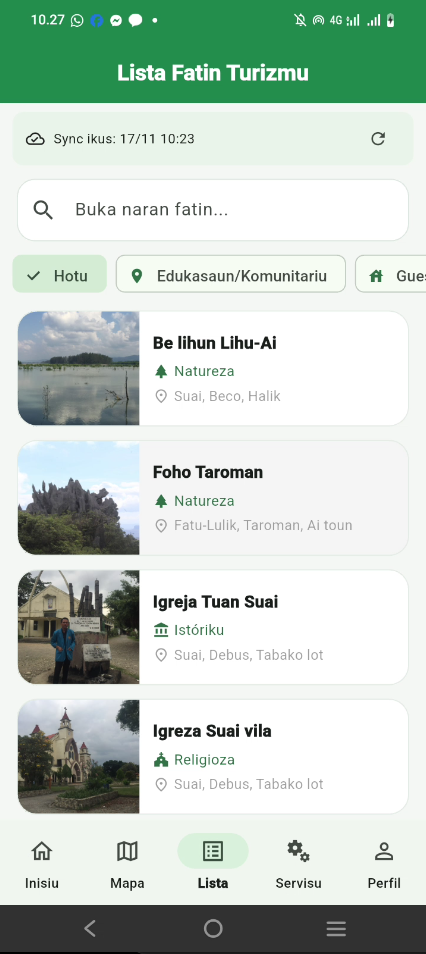 10.27
4G
Lista Fatin Turizmu
Sync ikus: 17/11 10:23
Buka naran fatin...
Hotu
Edukasaun/Komunitariu
Gues
Be lihun Lihu-Ai
Natureza
Suai, Beco, Halik
Foho Taroman
Natureza
Fatu-Lulik, Taroman, Ai toun
Igreja Tuan Suai
Istóriku
Suai, Debus, Tabako lot
Igreza Suai vila
Religioza
Suai, Debus, Tabako lot
Inisiu
Mapa
Lista
Servisu
Perfil